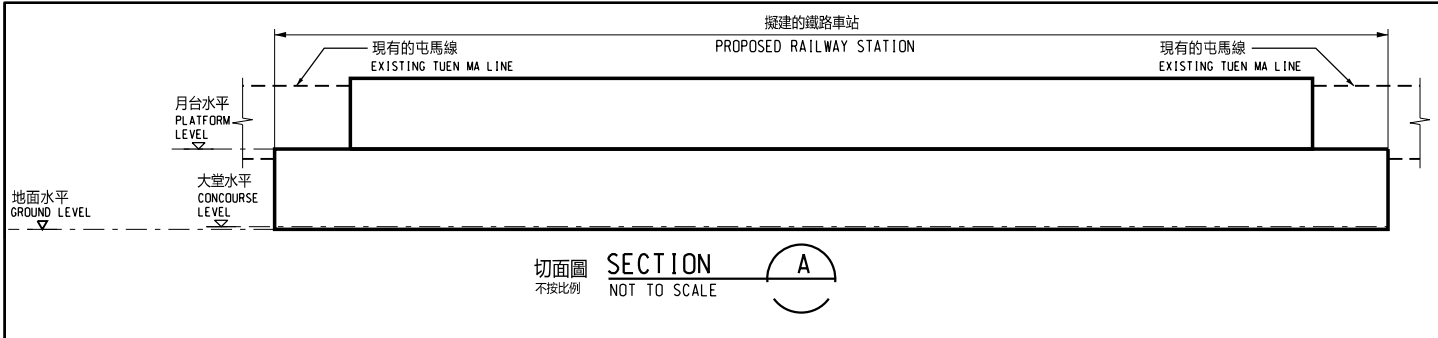 擬建的鐵路車站
PROPOSED RAILWAY STATION
現有的屯馬線
EXISTING TUEN MA LINE
現有的屯馬線
EXISTING TUEN MA LINE
月台水平
PLATFORM
LEVEL
大堂水平
CONCOURSE
LEVEL
地面水平
GROUND LEVEL
切面圖 SECTION A
不按比例 NOT TO SCALE